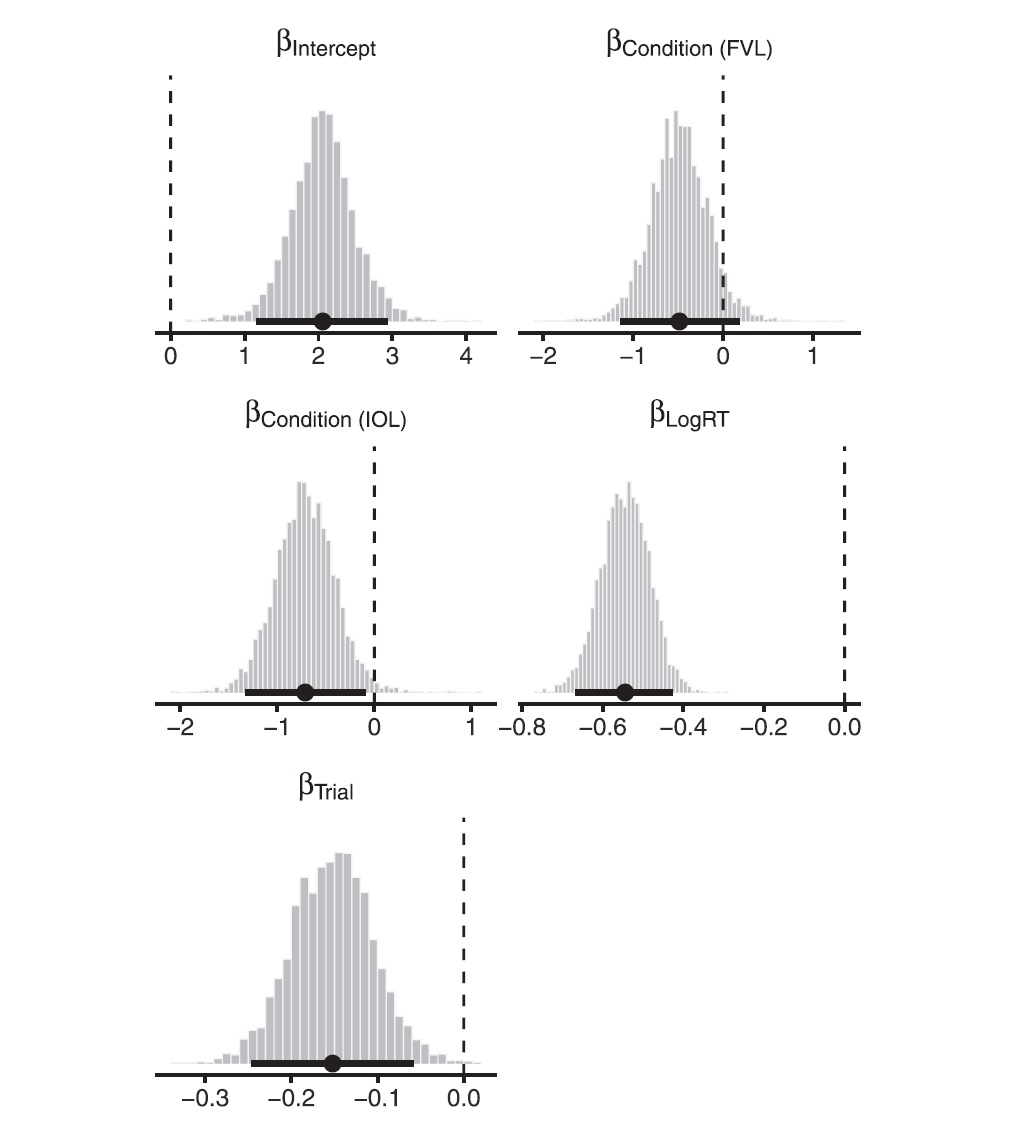 βIntercept
βCondition (FVL)
0 1 2 3 4
−2 −1 0 1
βCondition (IOL)
βLogRT
−2 −1 0 1
−0.8 −0.6 −0.4 −0.2 0.0
βTrial
−0.3 −0.2 −0.1 0.0